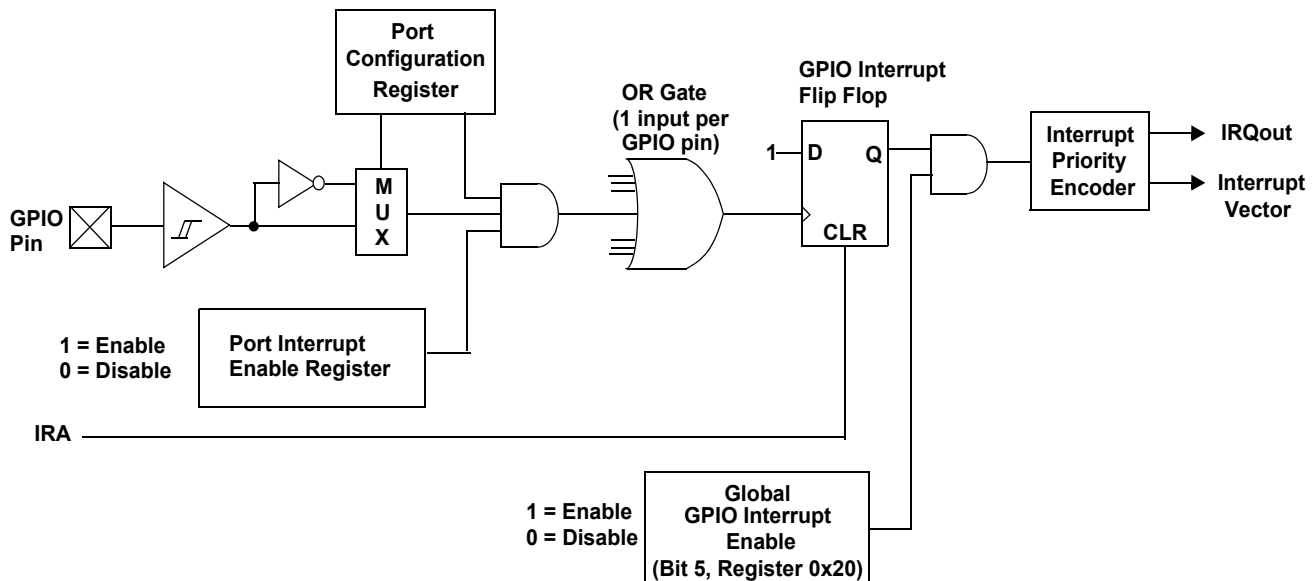 Port
Configuration
Register
GPIO Interrupt
Flip Flop
OR Gate
(1 input per
GPIO pin)
1
D
Q
CLR
Interrupt
Priority
Encoder
IRQout
Interrupt
Vector
M
U
X
GPIO
Pin
1 = Enable
0 = Disable
Port Interrupt
Enable Register
IRA
1 = Enable
0 = Disable
Global
GPIO Interrupt
Enable
(Bit 5, Register 0x20)